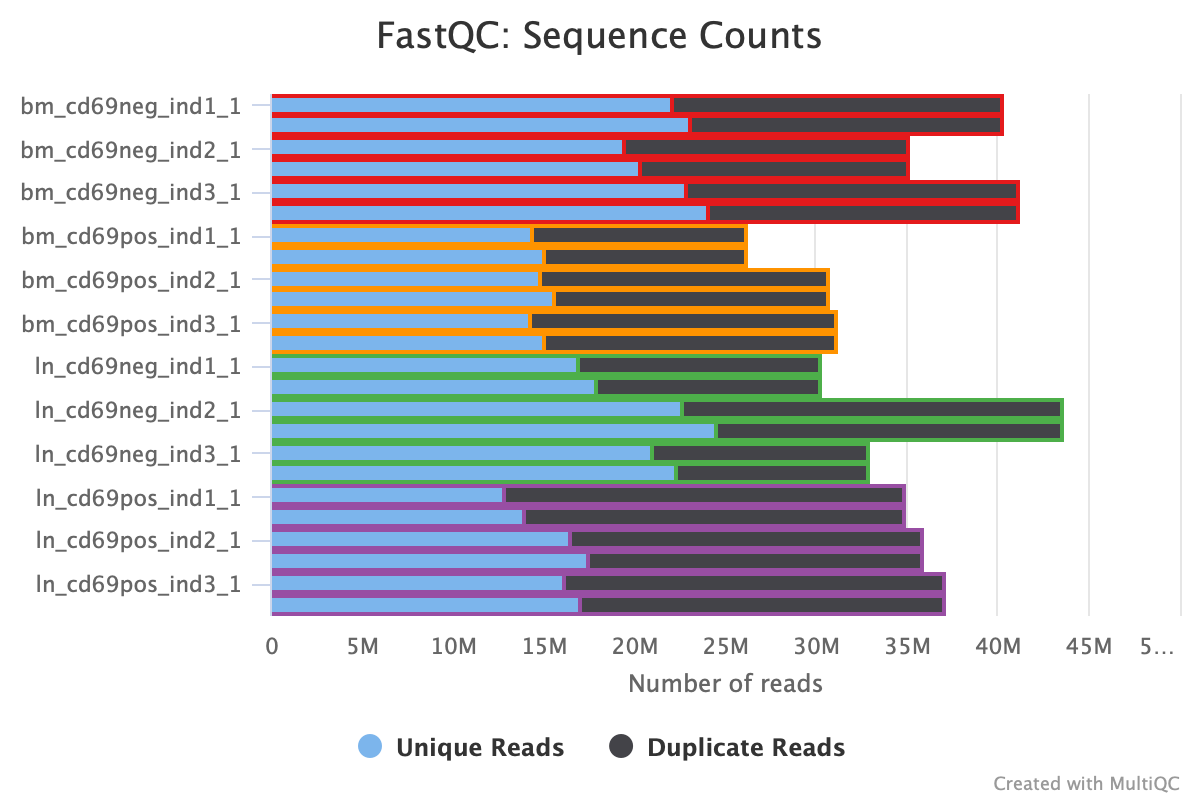 FastQC: Sequence Counts
bm_cd69neg_ind1_1
bm_cd69neg_ind2_1
bm_cd69neg_ind3_1
bm_cd69pos_ind1_1
bm_cd69pos_ind2_1
bm_cd69pos_ind3_1
ln_cd69neg_ind1_1
ln_cd69neg_ind2_1
ln_cd69neg_ind3_1
ln_cd69pos_ind1_1
ln_cd69pos_ind2_1
ln_cd69pos_ind3_1
0 5M 10M 15M 20M 25M 30M 35M 40M 45M 5...
Number of reads
Unique Reads Duplicate Reads
Created with MultiQC